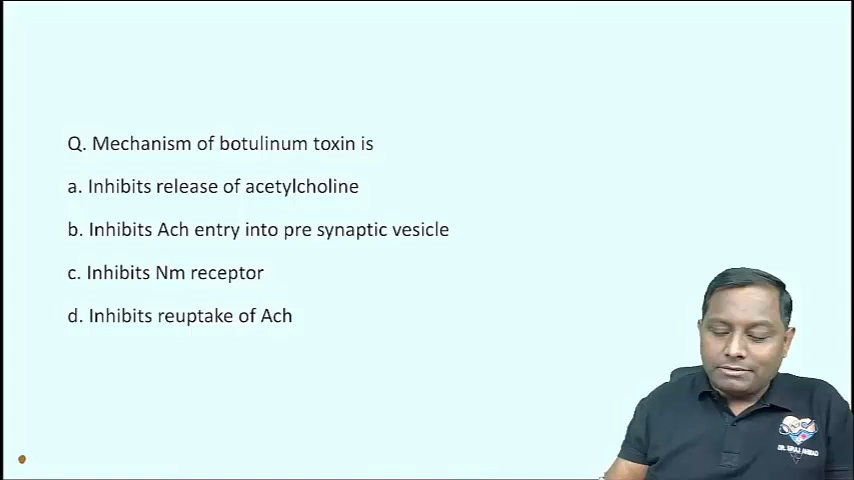 Q. Mechanism of botulinum toxin is
a. Inhibits release of acetylcholine
b. Inhibits Ach entry into pre synaptic vesicle
c. Inhibits Nm receptor
d. Inhibits reuptake of Ach